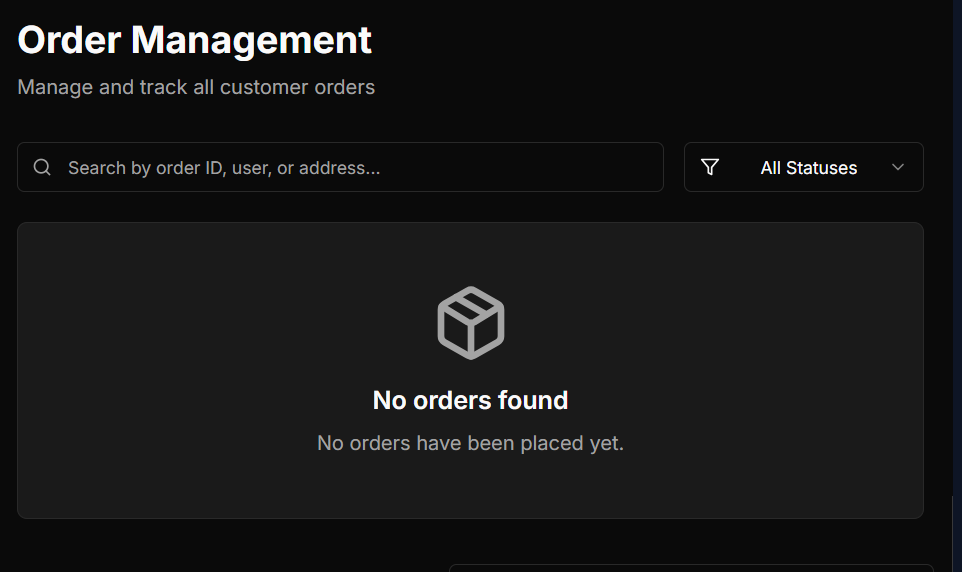 Order Management
Manage and track all customer orders
Search by order ID, user, or address...
All Statuses
No orders found
No orders have been placed yet.